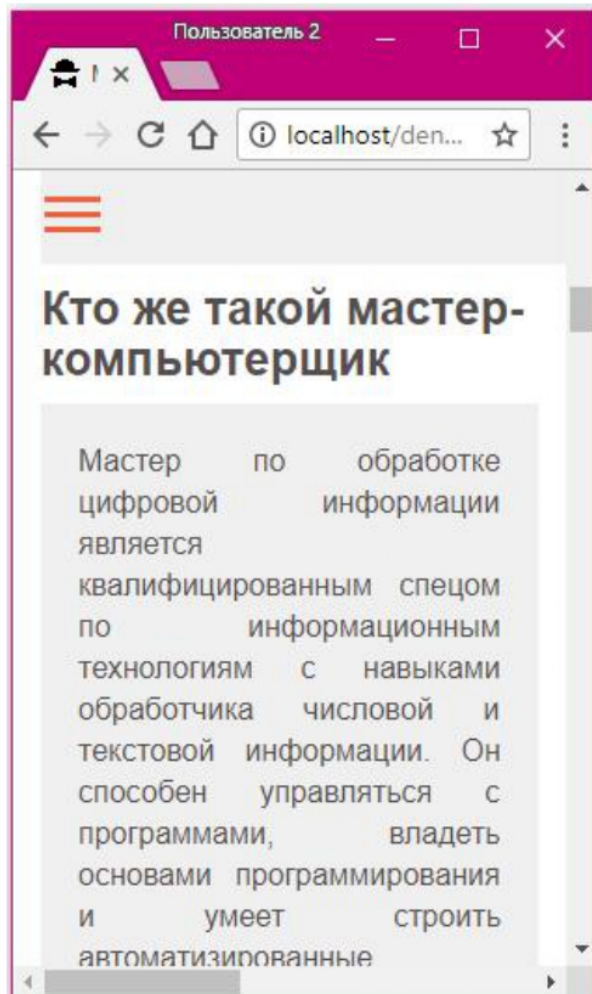 Пользователь 2
localhost/den...
Кто же такой мастер-
компьютерщик
Мастер по обработке
цифровой информации
является
квалифицированным спецом
по информационным
технологиям с навыками
обработчика числовой и
текстовой информации. Он
способен управляться с
программами, владеть
основами программирования
и умеет строить
автоматизированные